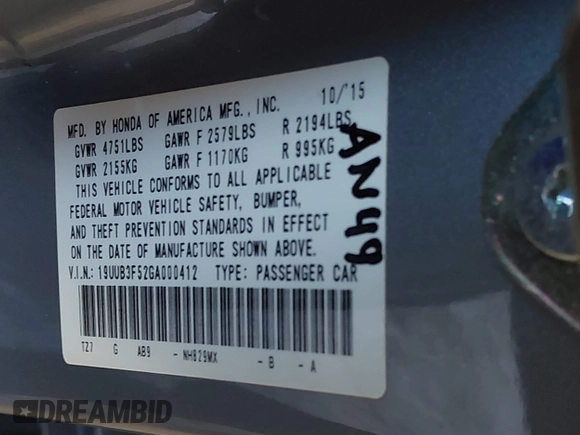 MFD. BY HONDA OF AMERICA MFG., INC. 10/'15
GVWR 4751LBS GAWR F 2579LBS R 2194LBS
GVWR 2155KG GAWR F 1170KG R 995KG
THIS VEHICLE CONFORMS TO ALL APPLICABLE
FEDERAL MOTOR VEHICLE SAFETY, BUMPER,
AND THEFT PREVENTION STANDARDS IN EFFECT
ON THE DATE OF MANUFACTURE SHOWN ABOVE.
V.I.N.: 19UUB3F52GA000412 TYPE: PASSENGER CAR
TZ7 G AB9 - NH829MX - B - A
AN49
DREAMBID